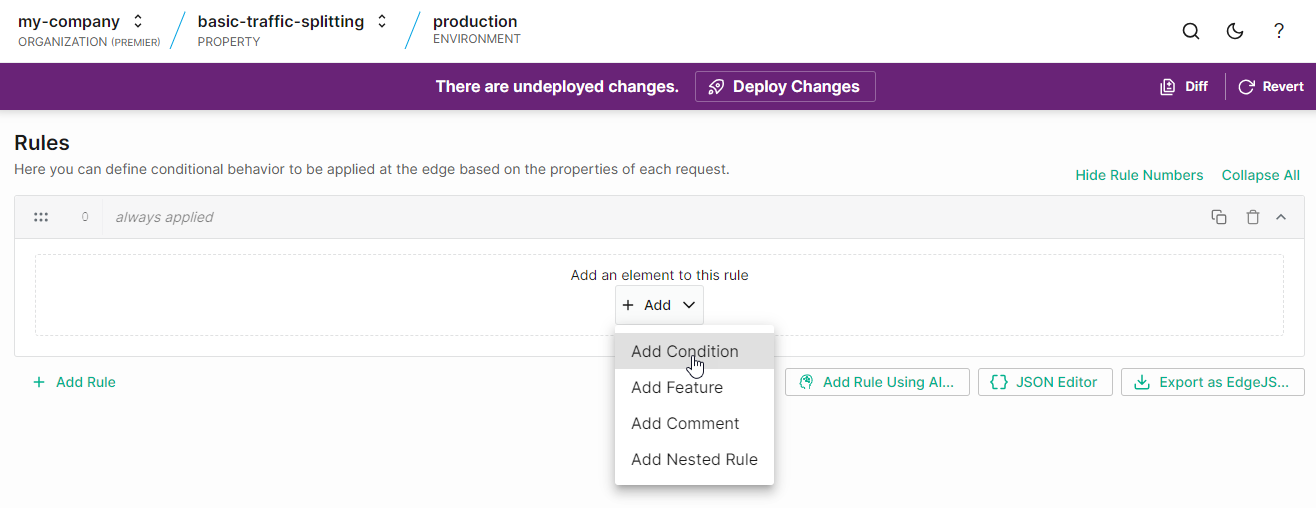 my-company
basic-traffic-splitting
production
ORGANIZATION (PREMIER)
PROPERTY
ENVIRONMENT
?
There are undeployed changes.
Deploy Changes
Diff
Revert
Rules
Here you can define conditional behavior to be applied at the edge based on the properties of each request.
Hide Rule Numbers
Collapse All
0
always applied
Add an element to this rule
+ Add
Add Condition
Add Feature
Add Comment
Add Nested Rule
+ Add Rule
Add Rule Using AI...
{} JSON Editor
Export as EdgeJS...